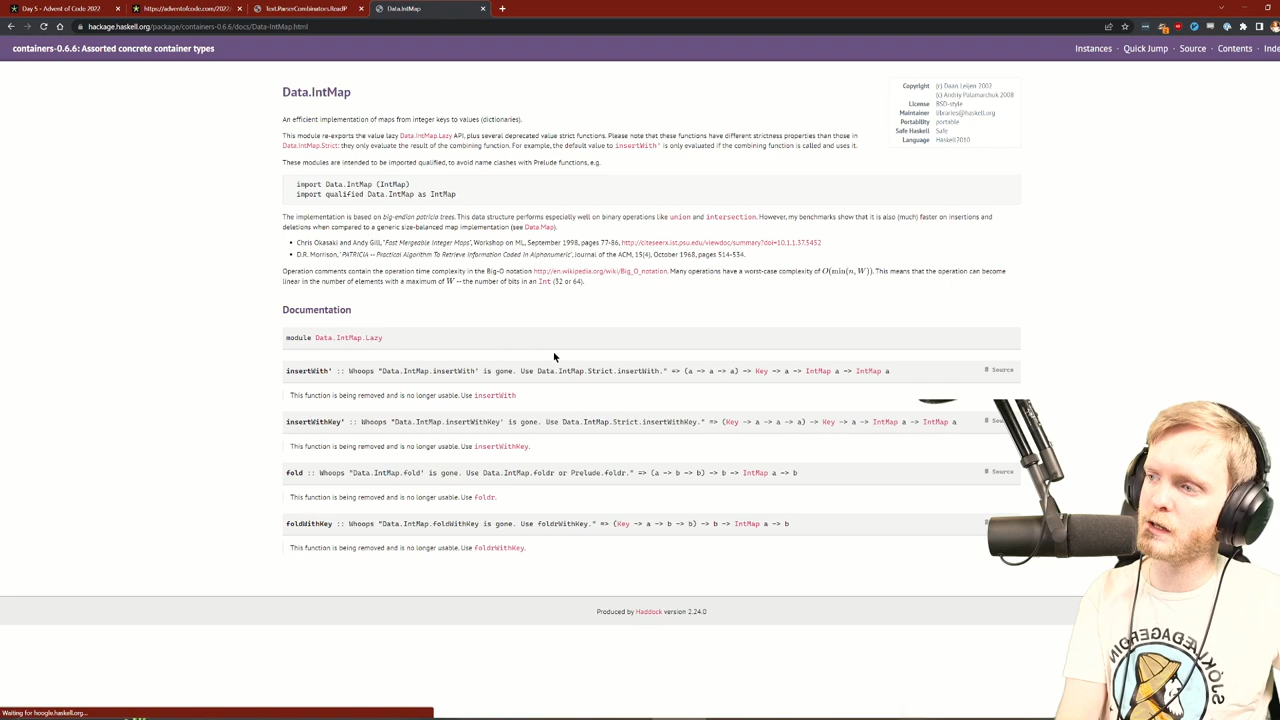 Day 5 - Advent of Code 2022
https://adventofcode.com/2022/
Text.ParserCombinators.ReadP
Data.IntMap
hackage.haskell.org/package/containers-0.6.6/docs/Data-IntMap.html
containers-0.6.6: Assorted concrete container types
Instances Quick Jump Source Contents Inde
Data.IntMap
Copyright (c) Daan Leijen 2002
(c) Andriy Palamarchuk 2008
License BSD-style
Maintainer libraries@haskell.org
Portability portable
Safe Haskell Safe
Language Haskell2010
An efficient implementation of maps from integer keys to values (dictionaries).
This module re-exports the value lazy Data.IntMap.Lazy API, plus several deprecated value strict functions. Please note that these functions have different strictness properties than those in
Data.IntMap.Strict: they only evaluate the result of the combining function. For example, the default value to insertWith' is only evaluated if the combining function is called and uses it.
These modules are intended to be imported qualified, to avoid name clashes with Prelude functions, e.g.
import Data.IntMap (IntMap)
import qualified Data.IntMap as IntMap
The implementation is based on big-endian patricia trees. This data structure performs especially well on binary operations like union and intersection. However, my benchmarks show that it is also (much) faster on insertions and
deletions when compared to a generic size-balanced map implementation (see Data.Map).
• Chris Okasaki and Andy Gill, "Fast Mergeable Integer Maps", Workshop on ML, September 1998, pages 77-86, http://citeseerx.ist.psu.edu/viewdoc/summary?doi=10.1.1.37.5452
• D.R. Morrison, "PATRICIA -- Practical Algorithm To Retrieve Information Coded In Alphanumeric", Journal of the ACM, 15(4), October 1968, pages 514-534.
Operation comments contain the operation time complexity in the Big-O notation http://en.wikipedia.org/wiki/Big_O_notation. Many operations have a worst-case complexity of O(min(n, W)). This means that the operation can become
linear in the number of elements with a maximum of W -- the number of bits in an Int (32 or 64).
Documentation
module Data.IntMap.Lazy
insertWith' :: Whoops "Data.IntMap.insertWith' is gone. Use Data.IntMap.Strict.insertWith." => (a -> a -> a) -> Key -> a -> IntMap a -> IntMap a
# Source
This function is being removed and is no longer usable. Use insertWith
insertWithKey' :: Whoops "Data.IntMap.insertWithKey' is gone. Use Data.IntMap.Strict.insertWithKey." => (Key -> a -> a -> a) -> Key -> a -> IntMap a -> IntMap a
# Sou
This function is being removed and is no longer usable. Use insertWithKey.
fold :: Whoops "Data.IntMap.fold' is gone. Use Data.IntMap.foldr or Prelude.foldr." => (a -> b -> b) -> b -> IntMap a -> b
# Source
This function is being removed and is no longer usable. Use foldr.
foldWithKey :: Whoops "Data.IntMap.foldWithKey is gone. Use foldrWithKey." => (Key -> a -> b -> b) -> b -> IntMap a -> b
This function is being removed and is no longer usable. Use foldrWithKey.
Produced by Haddock version 2.24.0
Waiting for hoogle.haskell.org...